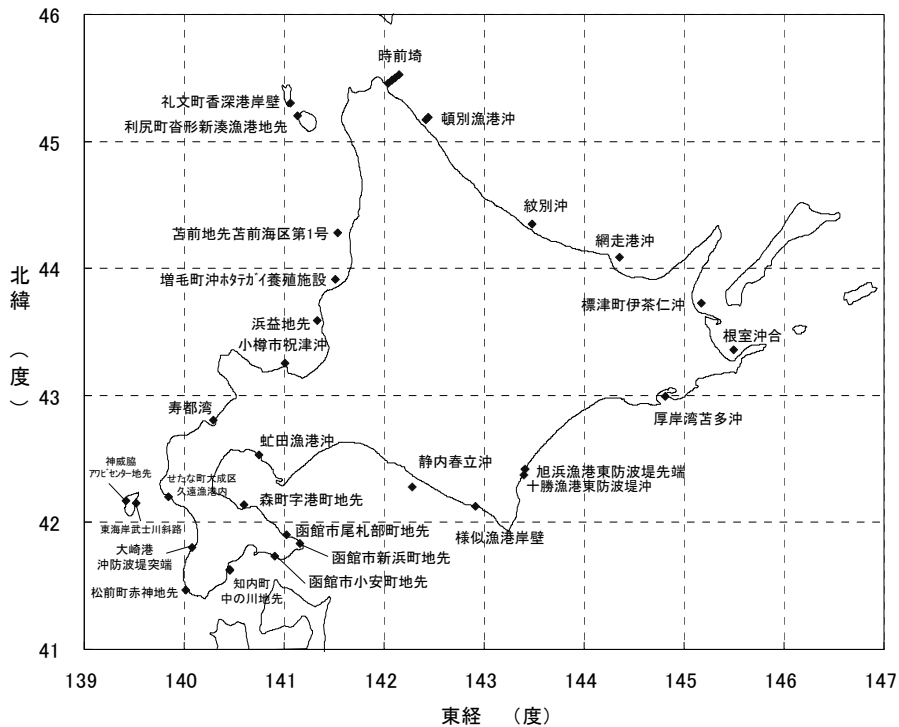 46
45
44
43
42
41
北緯 (度)
139
140
141
142
143
144
145
146
147
東経 (度)
時前埼
礼文町香深港岸壁
利尻町沓形新湊漁港地先
頓別漁港沖
紋別沖
苫前地先苫前海区第1号
網走港沖
増毛町沖ホタテガイ養殖施設
標津町伊茶仁沖
浜益地先
小樽市祝津沖
根室沖合
厚岸湾苫多沖
寿都湾
虻田漁港沖
静内春立沖
旭浜漁港東防波堤先端
十勝漁港東防波堤沖
神威脇
アワビセンター地先
せたな町大成区
久遠漁港内
森町字港町地先
様似漁港岸壁
東海岸武士川斜路
函館市尾札部町地先
大崎港
沖防波堤突端
函館市新浜町地先
知内町
中の川地先
函館市小安町地先
松前町赤神地先